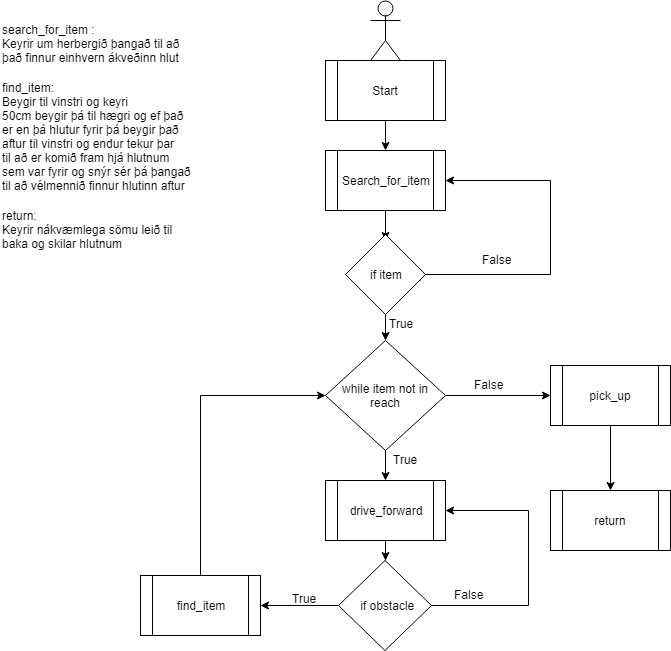 search_for_item :
Keyrir um herbergið þangað til að
það finnur einhvern ákveðinn hlut
find_item:
Beygir til vinstri og keyri
50cm beygir þá til hægri og ef það
er en þá hlutur fyrir þá beygir það
aftur til vinstri og endur tekur þar
til að er komið fram hjá hlutnum
sem var fyrir og snýr sér þá þangað
til að vélmennið finnur hlutinn aftur
return:
Keyrir nákvæmlega sömu leið til
baka og skilar hlutnum
Start
Search_for_item
if item
False
True
while item not in
reach
False
pick_up
return
True
drive_forward
if obstacle
False
True
find_item